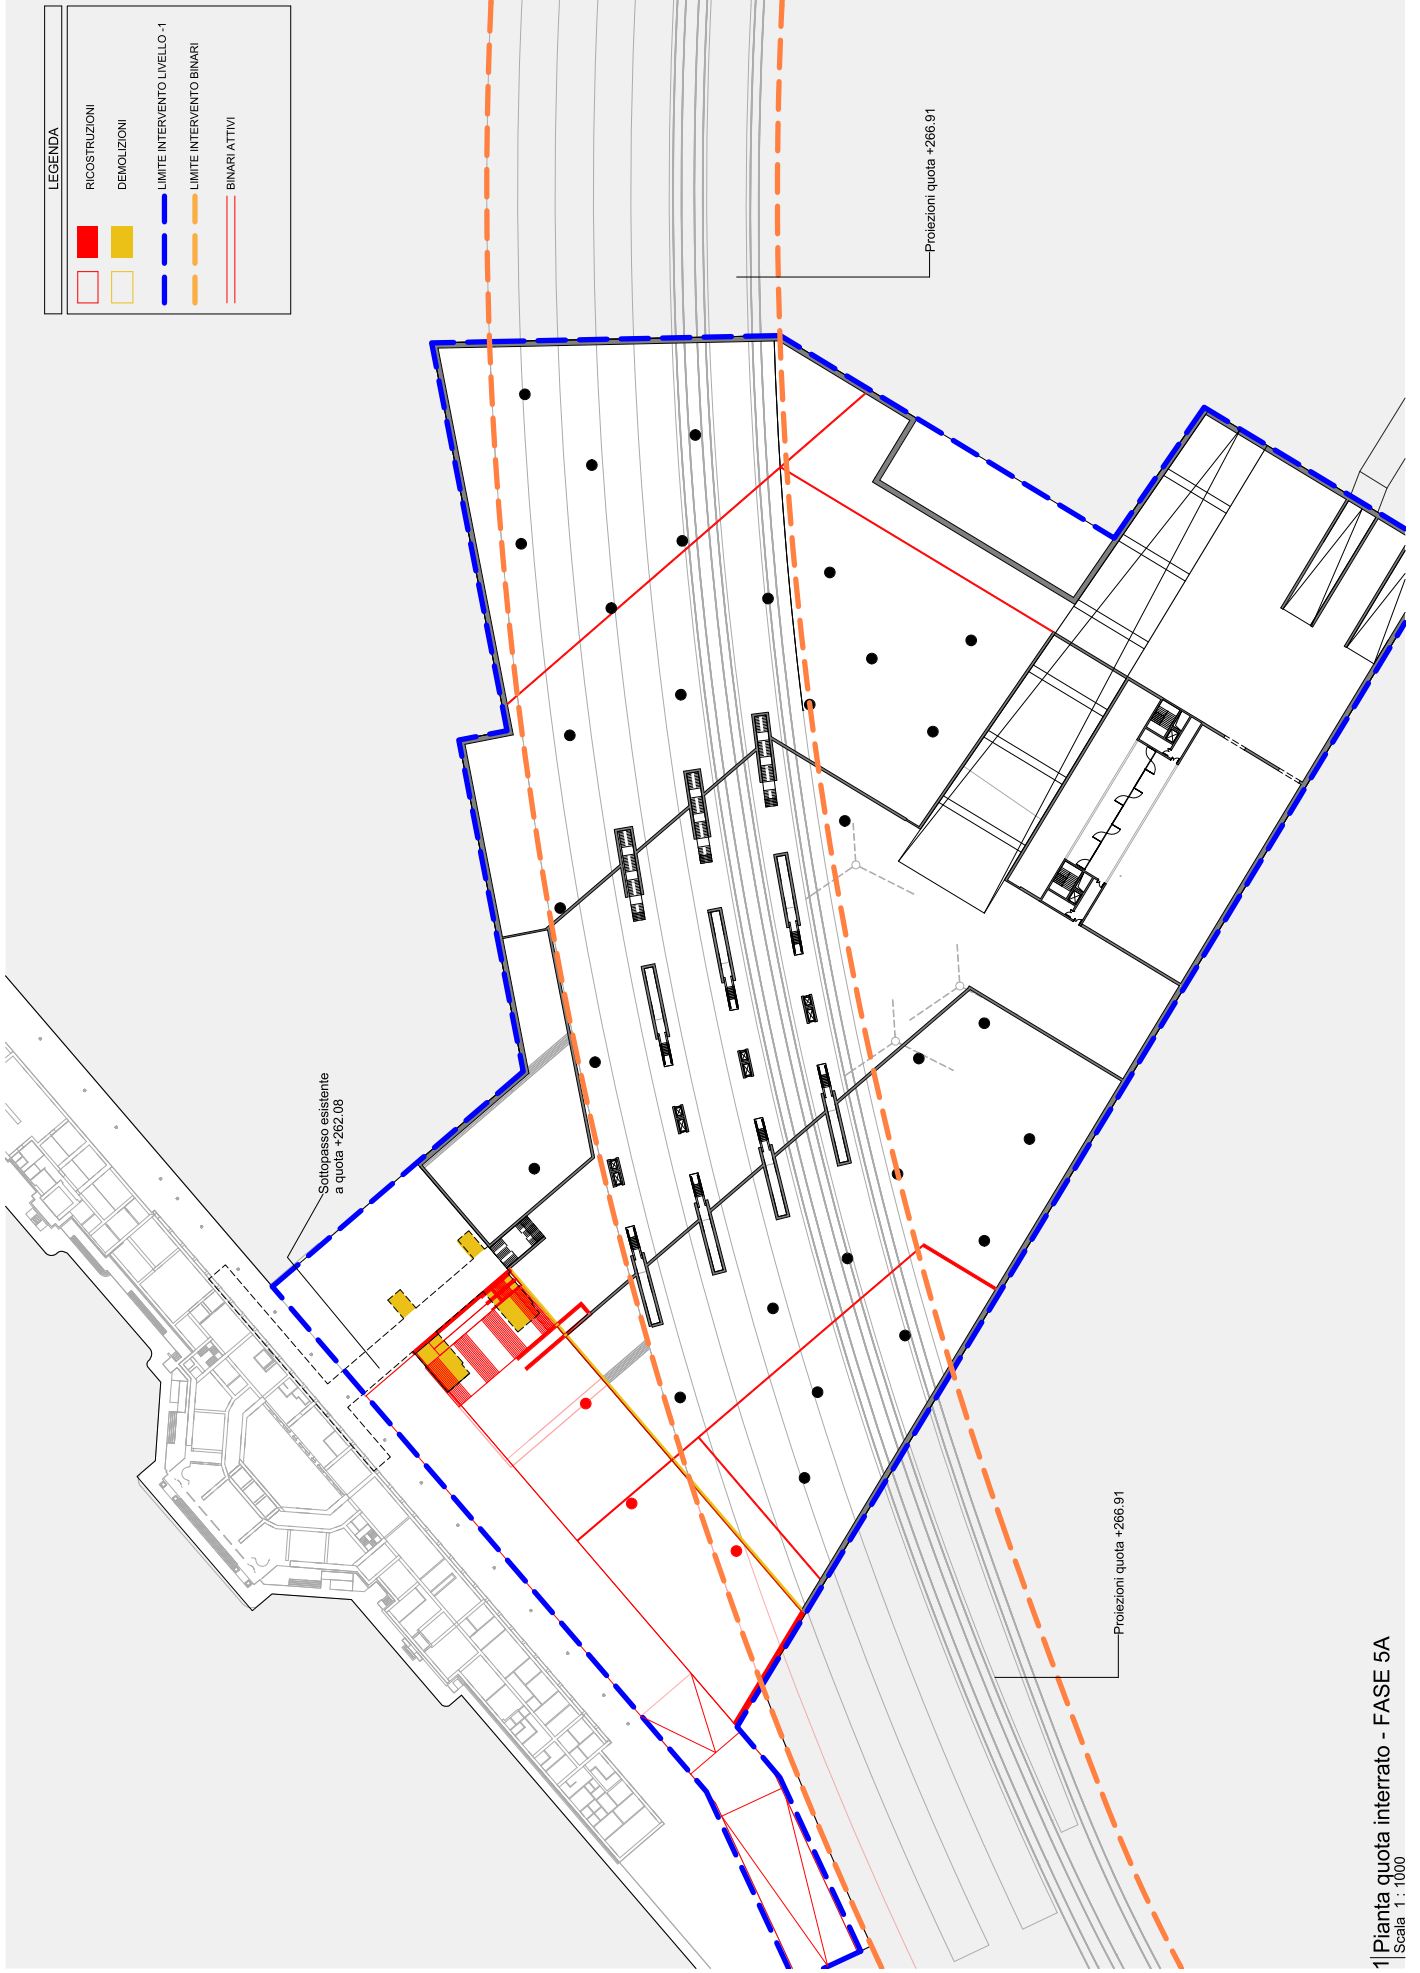 LEGENDA
RICOSTRUZIONI
DEMOLIZIONI
LIMITE INTERVENTO LIVELLO -1
LIMITE INTERVENTO BINARI
BINARI ATTIVI
Proiezioni quota +266.91
Sottopasso esistente
a quota +262.08
Proiezioni quota +266.91
1 Pianta quota interrato - FASE 5A
Scala 1 : 1000